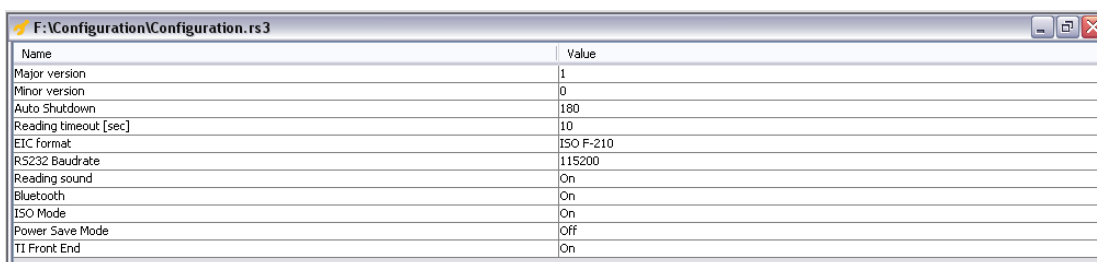 F:\Configuration\Configuration.rs3
Name Value
Major version 1
Minor version 0
Auto Shutdown 180
Reading timeout [sec] 10
EIC format ISO F-210
RS232 Baudrate 115200
Reading sound On
Bluetooth On
ISO Mode On
Power Save Mode Off
TI Front End On